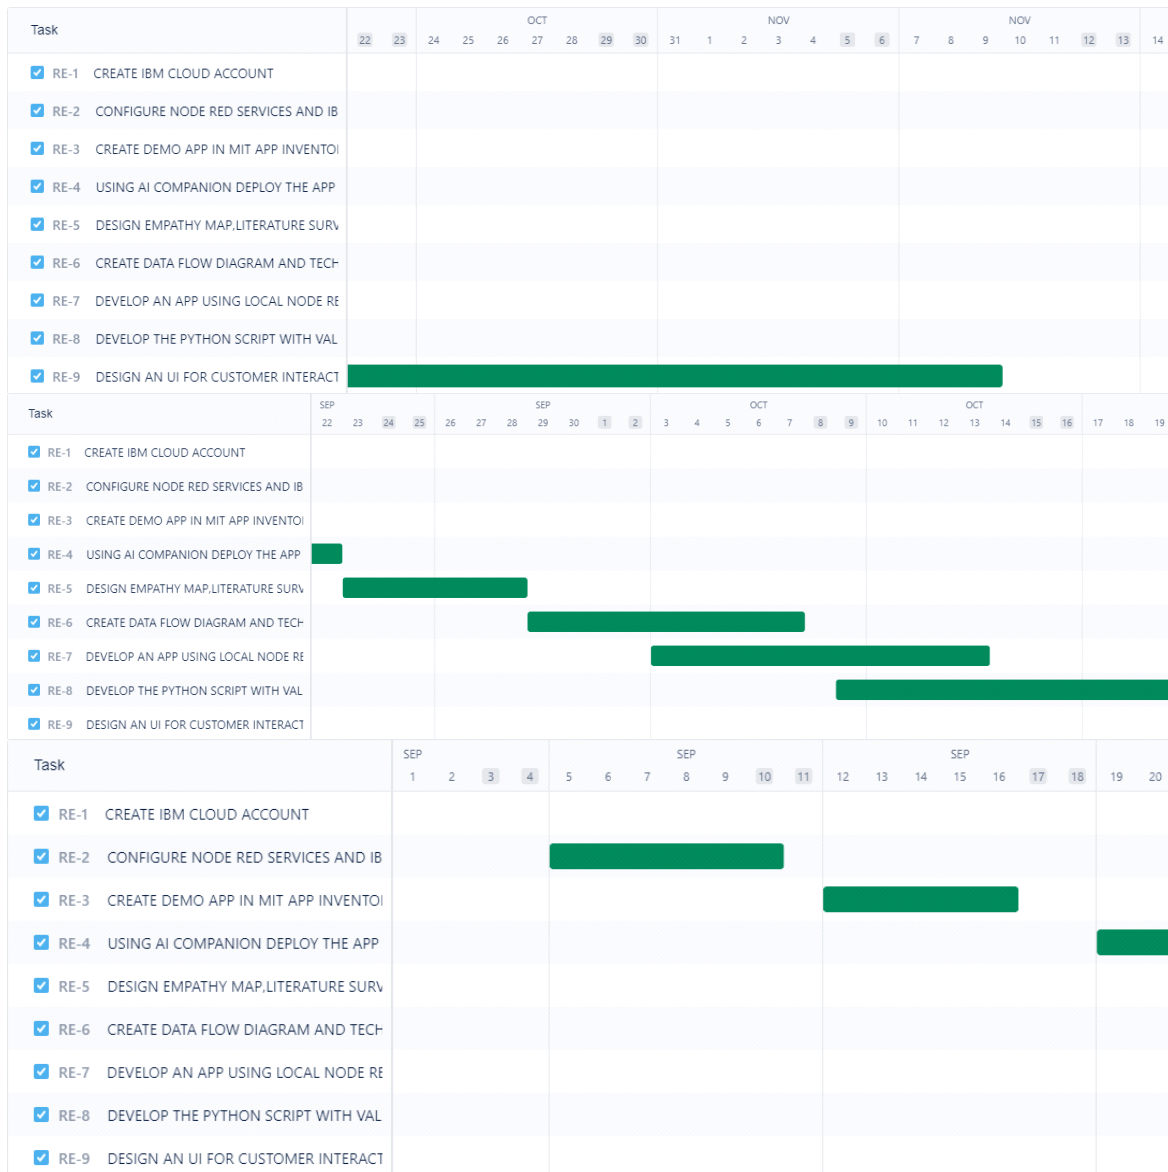 OCT NOV NOV
Task
22 23 24 25 26 27 28 29 30 31 1 2 3 4 5 6 7 8 9 10 11 12 13 14
RE-1 CREATE IBM CLOUD ACCOUNT
RE-2 CONFIGURE NODE RED SERVICES AND IB
RE-3 CREATE DEMO APP IN MIT APP INVENTO
RE-4 USING AI COMPANION DEPLOY THE APP
RE-5 DESIGN EMPATHY MAP,LITERATURE SURV
RE-6 CREATE DATA FLOW DIAGRAM AND TECH
RE-7 DEVELOP AN APP USING LOCAL NODE RE
RE-8 DEVELOP THE PYTHON SCRIPT WITH VAL
RE-9 DESIGN AN UI FOR CUSTOMER INTERACT
SEP SEP OCT OCT
Task
22 23 24 25 26 27 28 29 30 1 2 3 4 5 6 7 8 9 10 11 12 13 14 15 16 17 18 19
RE-1 CREATE IBM CLOUD ACCOUNT
RE-2 CONFIGURE NODE RED SERVICES AND IB
RE-3 CREATE DEMO APP IN MIT APP INVENTO
RE-4 USING AI COMPANION DEPLOY THE APP
RE-5 DESIGN EMPATHY MAP,LITERATURE SURV
RE-6 CREATE DATA FLOW DIAGRAM AND TECH
RE-7 DEVELOP AN APP USING LOCAL NODE RE
RE-8 DEVELOP THE PYTHON SCRIPT WITH VAL
RE-9 DESIGN AN UI FOR CUSTOMER INTERACT
SEP SEP SEP
Task
1 2 3 4 5 6 7 8 9 10 11 12 13 14 15 16 17 18 19 20
RE-1 CREATE IBM CLOUD ACCOUNT
RE-2 CONFIGURE NODE RED SERVICES AND IB
RE-3 CREATE DEMO APP IN MIT APP INVENTO
RE-4 USING AI COMPANION DEPLOY THE APP
RE-5 DESIGN EMPATHY MAP,LITERATURE SURV
RE-6 CREATE DATA FLOW DIAGRAM AND TECH
RE-7 DEVELOP AN APP USING LOCAL NODE RE
RE-8 DEVELOP THE PYTHON SCRIPT WITH VAL
RE-9 DESIGN AN UI FOR CUSTOMER INTERACT